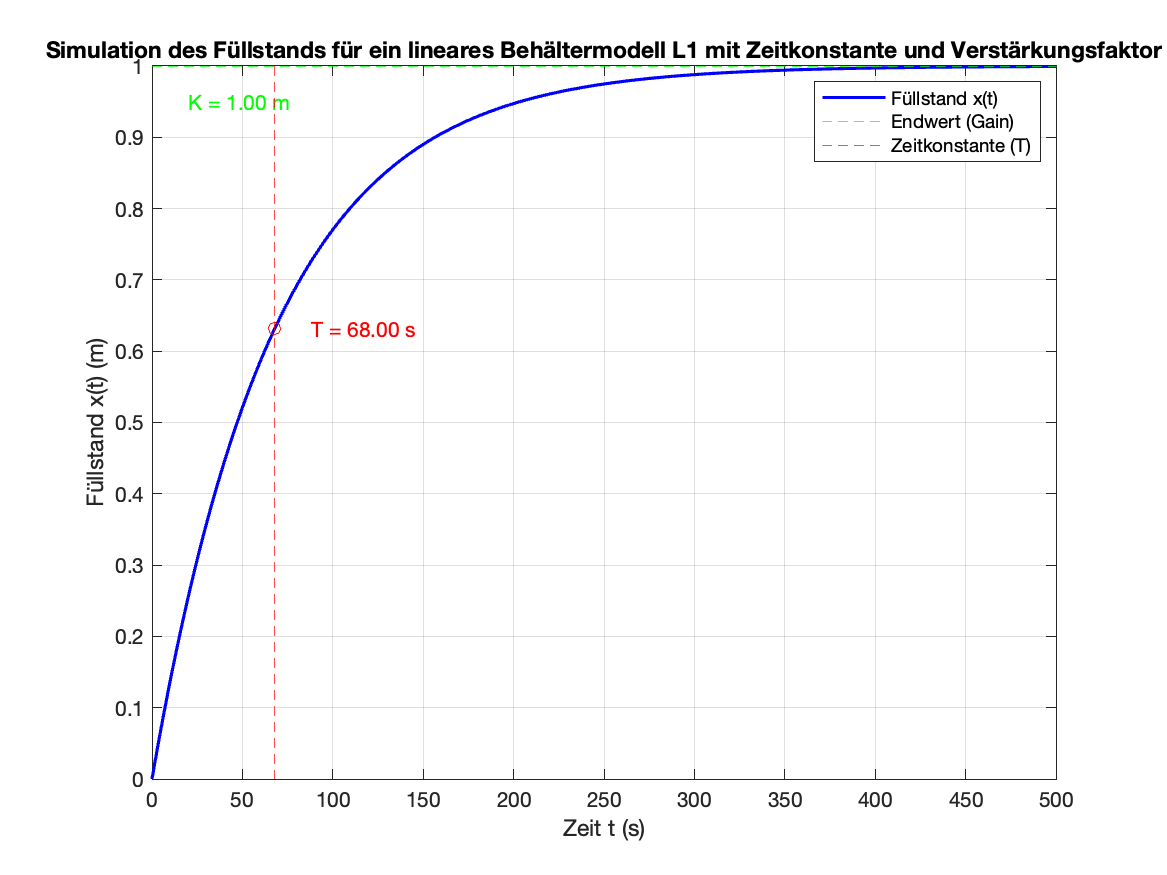 Simulation des Füllstands für ein lineares Behältermodell L1 mit Zeitkonstante und Verstärkungsfaktor
K = 1.00 m
Füllstand x(t)
Endwert (Gain)
Zeitkonstante (T)
T = 68.00 s
Füllstand x(t) (m)
1
0.9
0.8
0.7
0.6
0.5
0.4
0.3
0.2
0.1
0
0 50 100 150 200 250 300 350 400 450 500
Zeit t (s)